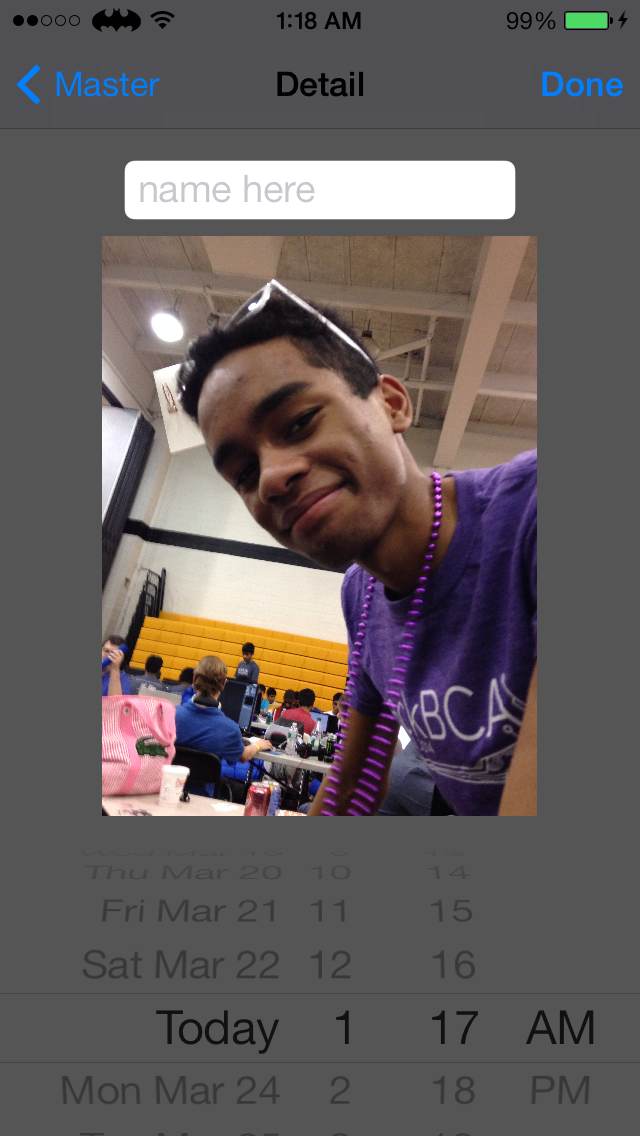 1:18 AM 99%
Master Detail Done
name here
kBCA
Thu Mar 20 10 14
Fri Mar 21 11 15
Sat Mar 22 12 16
Today 1 17 AM
Mon Mar 24 2 18 PM